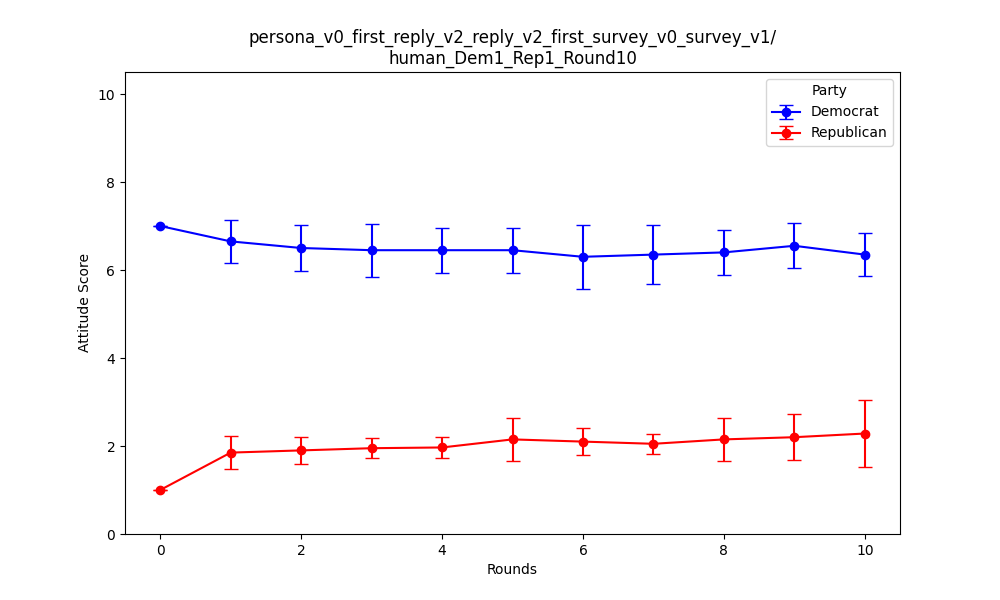 persona_v0_first_reply_v2_reply_v2_first_survey_v0_survey_v1/
human_Dem1_Rep1_Round10
Party
Democrat
Republican
10
8
6
4
2
0
Attitude Score
0 2 4 6 8 10
Rounds